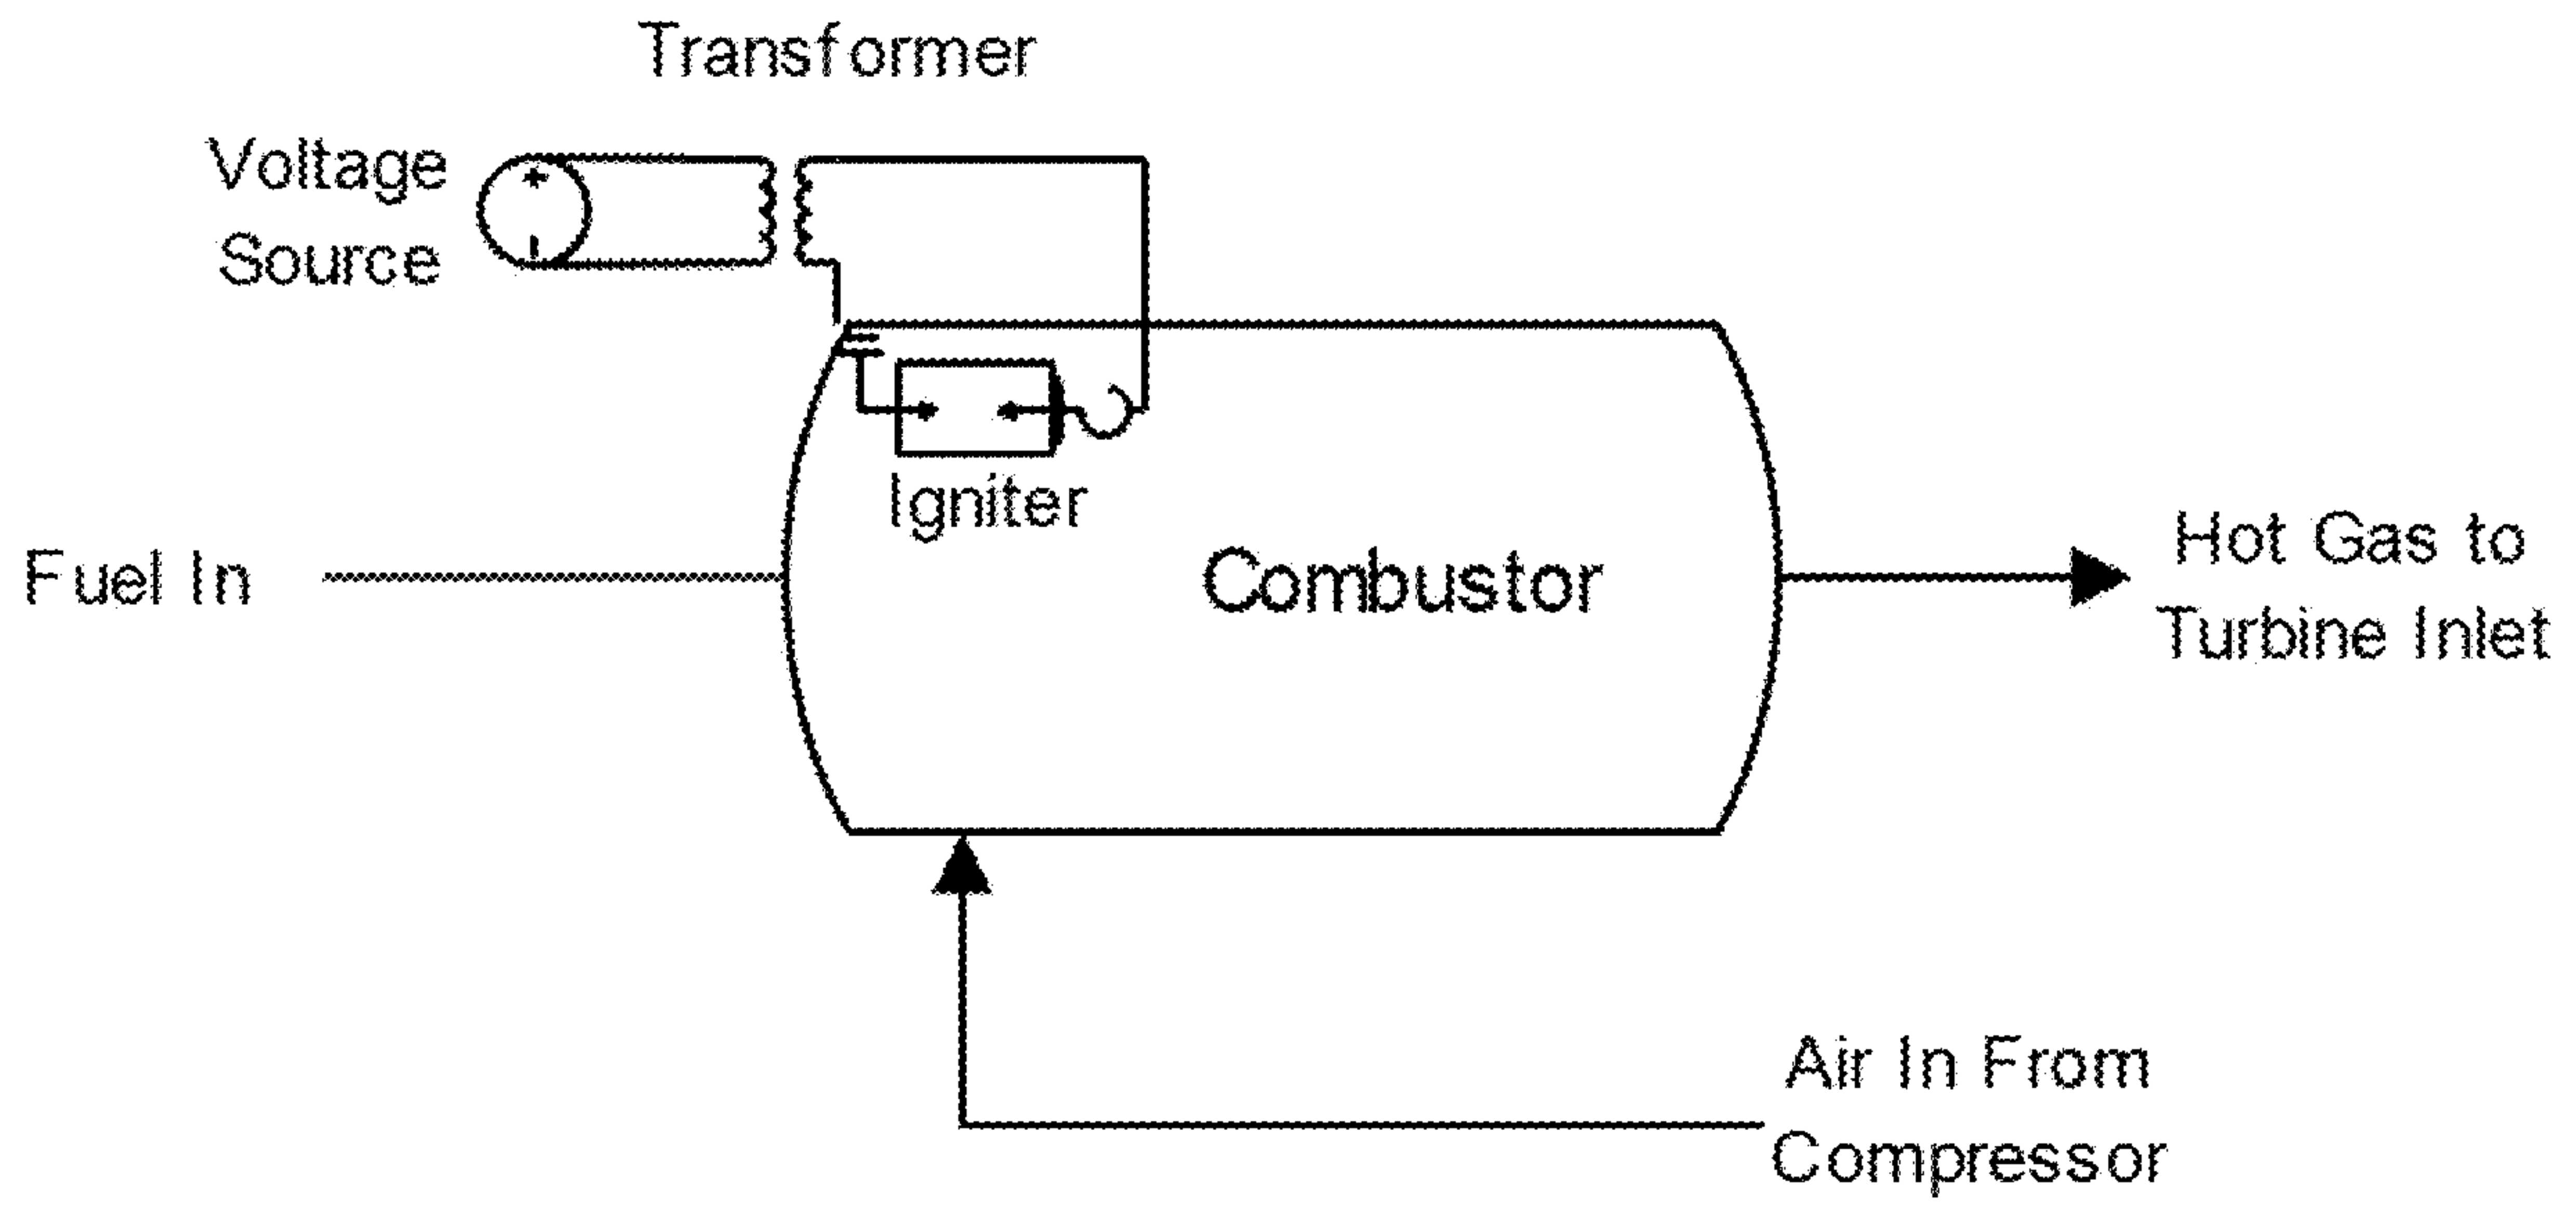 Transformer
Voltage
Source
Igniter
Fuel In
Combustor
Hot Gas to
Turbine Inlet
Air In From
Compressor